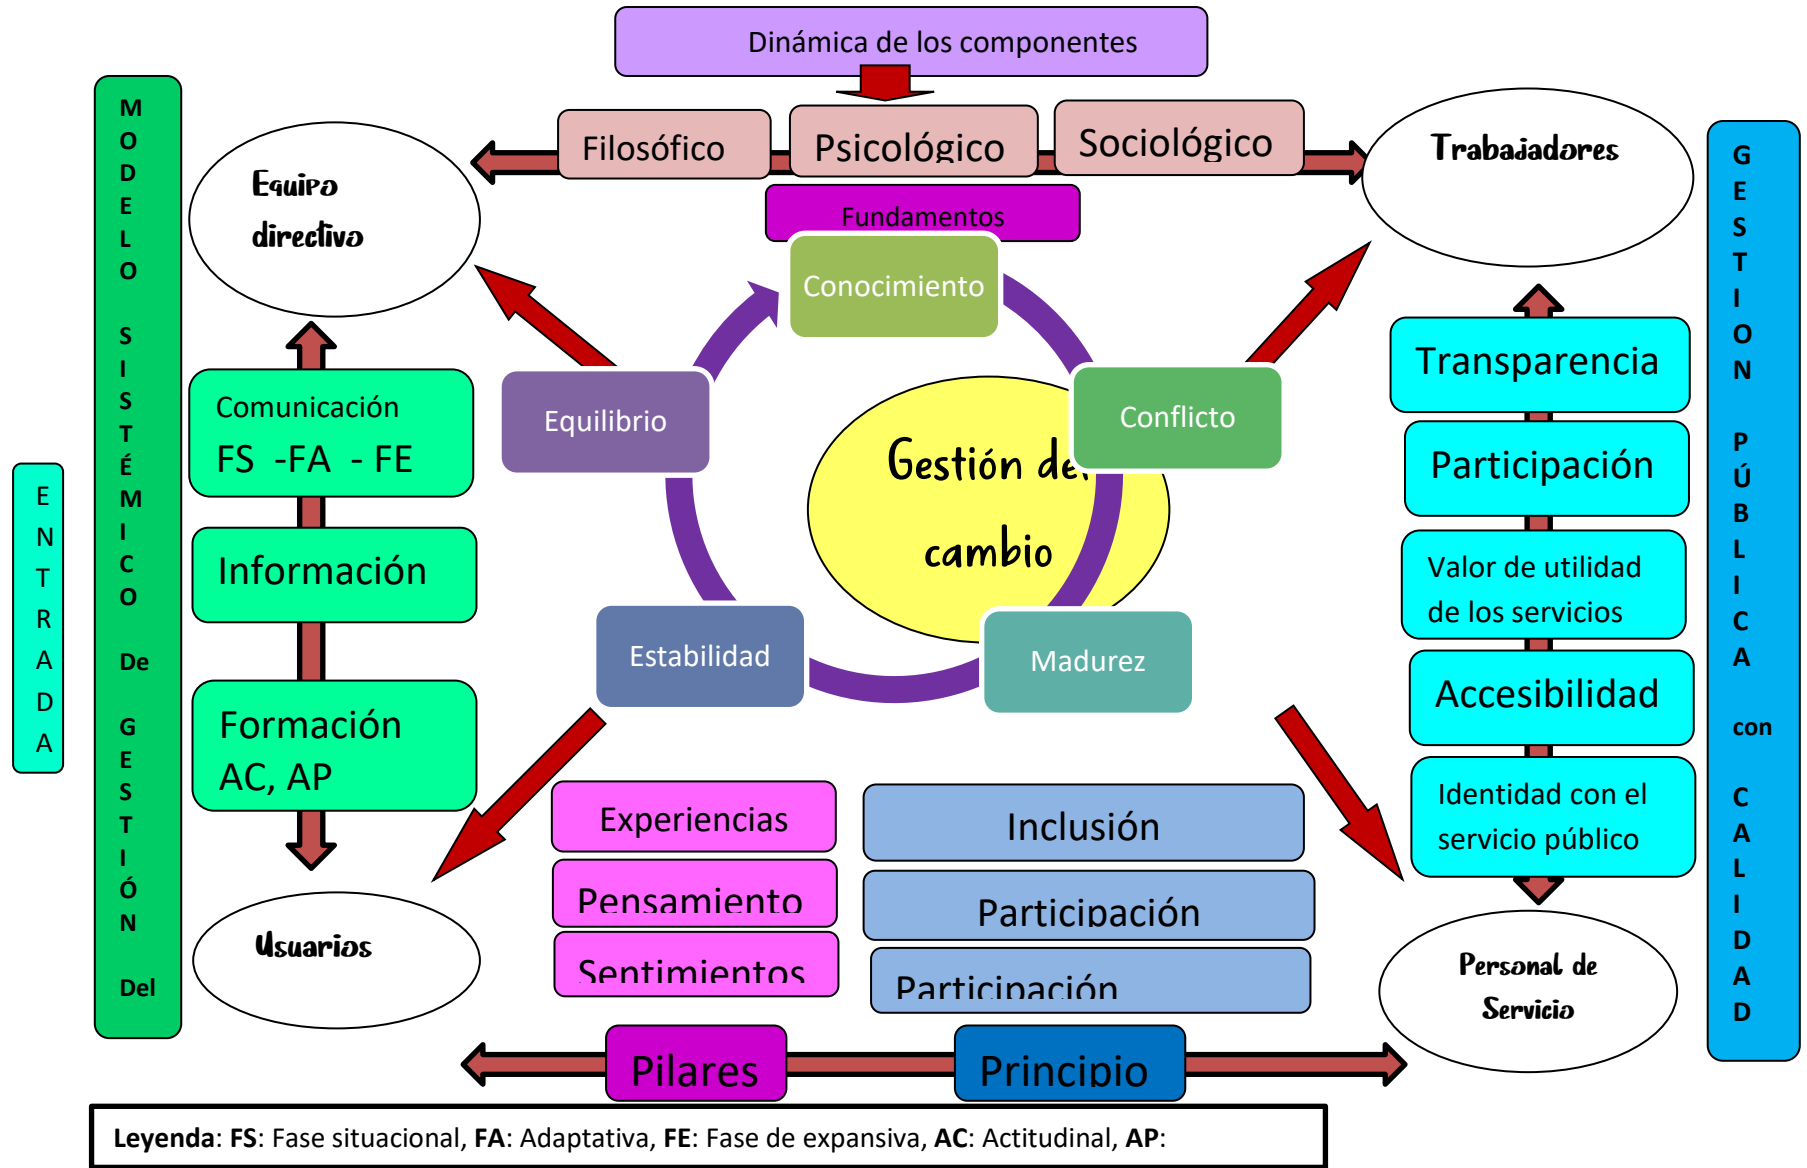 Dinámica de los componentes
Filosófico
Psicológico
Sociológico
Fundamentos
Equipo
directivo
Trabajadores
ENTRADA
MODELO SISTÉMICO De GESTIÓN Del
GESTION PÚBLICA con CALIDAD
Conocimiento
Equilibrio
Conflicto
Gestión del
cambio
Estabilidad
Madurez
Comunicación
FS -FA - FE
Información
Formación
AC, AP
Transparencia
Participación
Valor de utilidad
de los servicios
Accesibilidad
Identidad con el
servicio público
Experiencias
Pensamiento
Sentimientos
Inclusión
Participación
Participación
Usuarios
Personal de
Servicio
Pilares
Principio
Leyenda: FS: Fase situacional, FA: Adaptativa, FE: Fase de expansiva, AC: Actitudinal, AP: